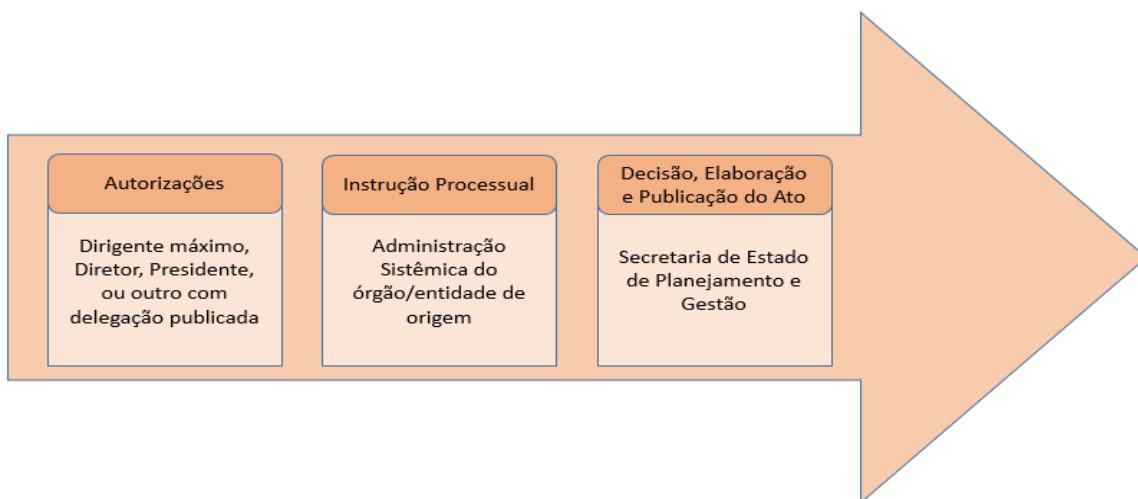 Autorizações
Dirigente máximo,
Diretor, Presidente,
ou outro com
delegação publicada
Instrução Processual
Administração
Sistêmica do
órgão/entidade de
origem
Decisão, Elaboração
e Publicação do Ato
Secretaria de Estado
de Planejamento e
Gestão